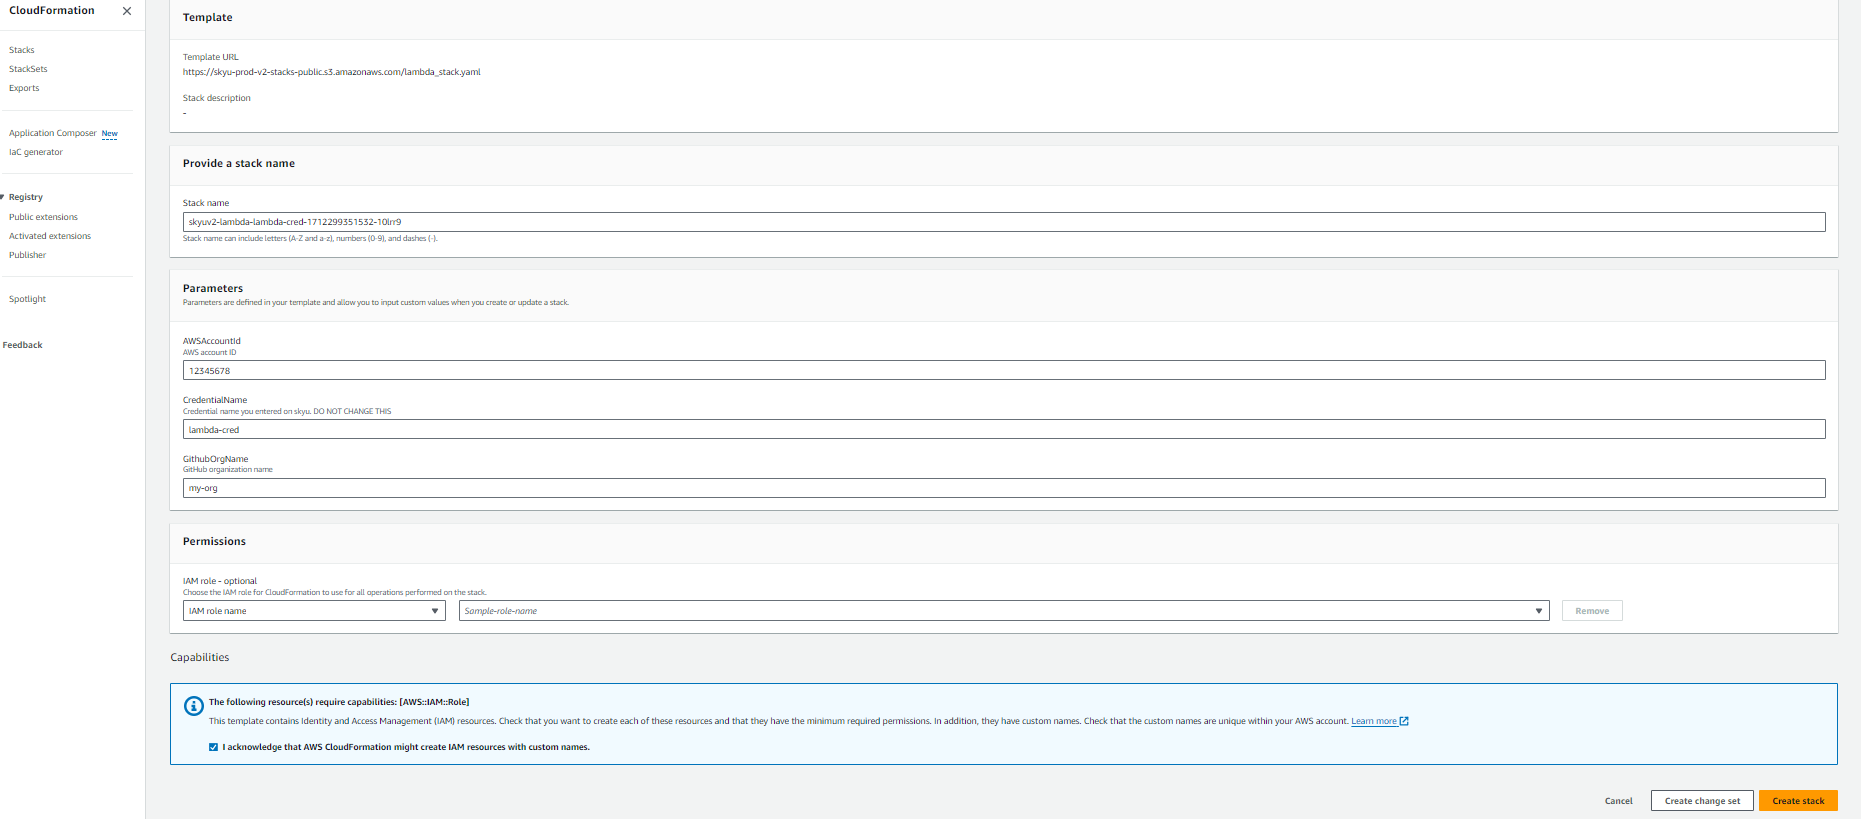 CloudFormation
Stacks
StackSets
Exports
Application Composer New
IaC generator
Registry
Public extensions
Activated extensions
Publisher
Spotlight
Feedback
Template
Template URL
https://skyu-prod-v2-stacks-public.s3.amazonaws.com/lambda_stack.yaml
Stack description
-
Provide a stack name
Stack name
skyuv2-lambda-lambda-cred-1712299351532-10lrr9
Stack name can include letters (A-Z and a-z), numbers (0-9), and dashes (-).
Parameters
Parameters are defined in your template and allow you to input custom values when you create or update a stack.
AWSAccountId
AWS account ID
12345678
CredentialName
Credential name you entered on skyu. DO NOT CHANGE THIS
lambda-cred
GithubOrgName
GitHub organization name
my-org
Permissions
IAM role - optional
Choose the IAM role for CloudFormation to use for all operations performed on the stack.
IAM role name
Sample-role-name
Remove
Capabilities
The following resource(s) require capabilities: [AWS::IAM::Role]
This template contains Identity and Access Management (IAM) resources. Check that you want to create each of these resources and that they have the minimum required permissions. In addition, they have custom names. Check that the custom names are unique within your AWS account. Learn more
I acknowledge that AWS CloudFormation might create IAM resources with custom names.
Cancel
Create change set
Create stack